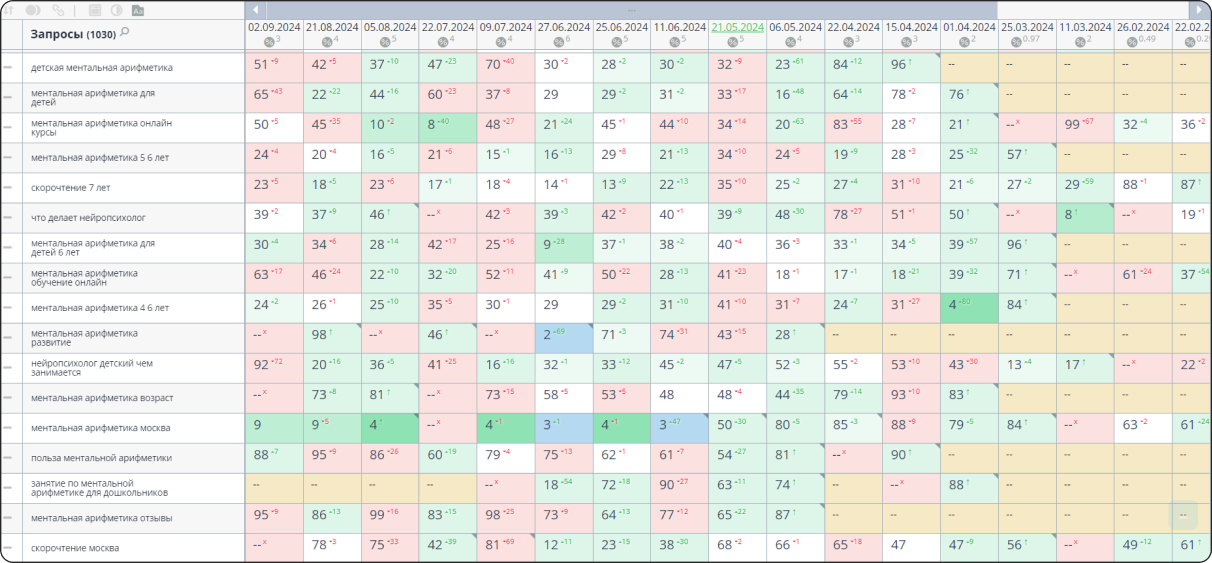 Aa
Запросы (1030) 02.09.2024 21.08.2024 05.08.2024 22.07.2024 09.07.2024 27.06.2024 25.06.2024 11.06.2024 21.05.2024 06.05.2024 22.04.2024 15.04.2024 01.04.2024 25.03.2024 11.03.2024 26.02.2024 22.02.2
% 3 % 4 % 5 % 4 % 4 % 6 % 5 % 5 % 5 % 4 % 3 % 3 % 2 % 0.97 % 2 % 0.49 % 0.25
детская ментальная арифметика 51 -9 42 -5 37 +10 47 +23 70 -40 30 -2 28 +2 30 +2 32 -9 23 +61 84 +12 96 ↑ -- -- -- -- --
ментальная арифметика для
детей 65 -43 22 +22 44 +16 60 -23 37 -8 29 29 +2 31 -2 33 -17 16 +48 64 +14 78 -2 76 ↑ -- -- -- --
ментальная арифметика онлайн
курсы 50 -5 45 -35 10 -2 8 +40 48 -27 21 +24 45 -1 44 -10 34 -14 20 +63 83 -55 28 -7 21 ↑ --x 99 -67 32 +4 36 -2
ментальная арифметика 5 6 лет 24 -4 20 -4 16 +5 21 -6 15 +1 16 +13 29 -8 21 +13 34 -10 24 -5 19 +9 28 -3 25 +32 57 ↑ -- -- --
скорочтение 7 лет 23 -5 18 +5 23 -6 17 +1 18 -4 14 -1 13 +9 22 +13 35 -10 25 +2 27 +4 31 -10 21 +6 27 +2 29 +59 88 -1 87 ↑
что делает нейропсихолог 39 -2 37 +9 46 ↑ --x 42 -3 39 +3 42 -2 40 -1 39 +9 48 +30 78 -27 51 -1 50 ↑ --x 8 ↑ --x 19 -1
ментальная арифметика для
детей 6 лет 30 +4 34 -6 28 +14 42 -17 25 -16 9 +28 37 +1 38 +2 40 -4 36 -3 33 +1 34 +5 39 +57 96 ↑ -- -- --
ментальная арифметика
обучение онлайн 63 -17 46 -24 22 +10 32 +20 52 -11 41 +9 50 -22 28 +13 41 -23 18 -1 17 +1 18 +21 39 +32 71 ↑ --x 61 -24 37 +54
ментальная арифметика 4 6 лет 24 +2 26 -1 25 +10 35 -5 30 -1 29 29 +2 31 +10 41 -10 31 -7 24 +7 31 -27 4 +80 84 ↑ -- -- --
ментальная арифметика
развитие --x 98 ↑ --x 46 ↑ --x 2 +69 71 +3 74 -31 43 -15 28 ↑ -- -- -- -- -- -- --
нейропсихолог детский чем
занимается 92 -72 20 +16 36 +5 41 -25 16 +16 32 +1 33 +12 45 +2 47 +5 52 +3 55 -2 53 -10 43 -30 13 +4 17 ↑ --x 22 -2
ментальная арифметика возраст --x 73 +8 81 ↑ --x 73 -15 58 -5 53 -5 48 48 -4 44 +35 79 +14 93 -10 83 ↑ -- -- -- --
ментальная арифметика москва 9 9 -5 4 ↑ --x 4 -1 3 +1 4 -1 3 +47 50 +30 80 +5 85 +3 88 -9 79 +5 84 ↑ --x 63 -2 61 +24
польза ментальной арифметики 88 +7 95 -9 86 -26 60 +19 79 -4 75 -13 62 -1 61 -7 54 +27 81 ↑ --x 90 ↑ -- -- -- -- --
занятие по ментальной
арифметике для дошкольников -- -- -- -- --x 18 +54 72 +18 90 -27 63 +11 74 ↑ -- --x 88 ↑ -- -- -- --
ментальная арифметика отзывы 95 -9 86 +13 99 -16 83 +15 98 -25 73 -9 64 +13 77 -12 65 +22 87 ↑ -- -- -- -- -- -- --
скорочтение москва --x 78 -3 75 -33 42 +39 81 -69 12 +11 23 +15 38 +30 68 -2 66 -1 65 -18 47 47 +9 56 ↑ --x 49 +12 61 ↑